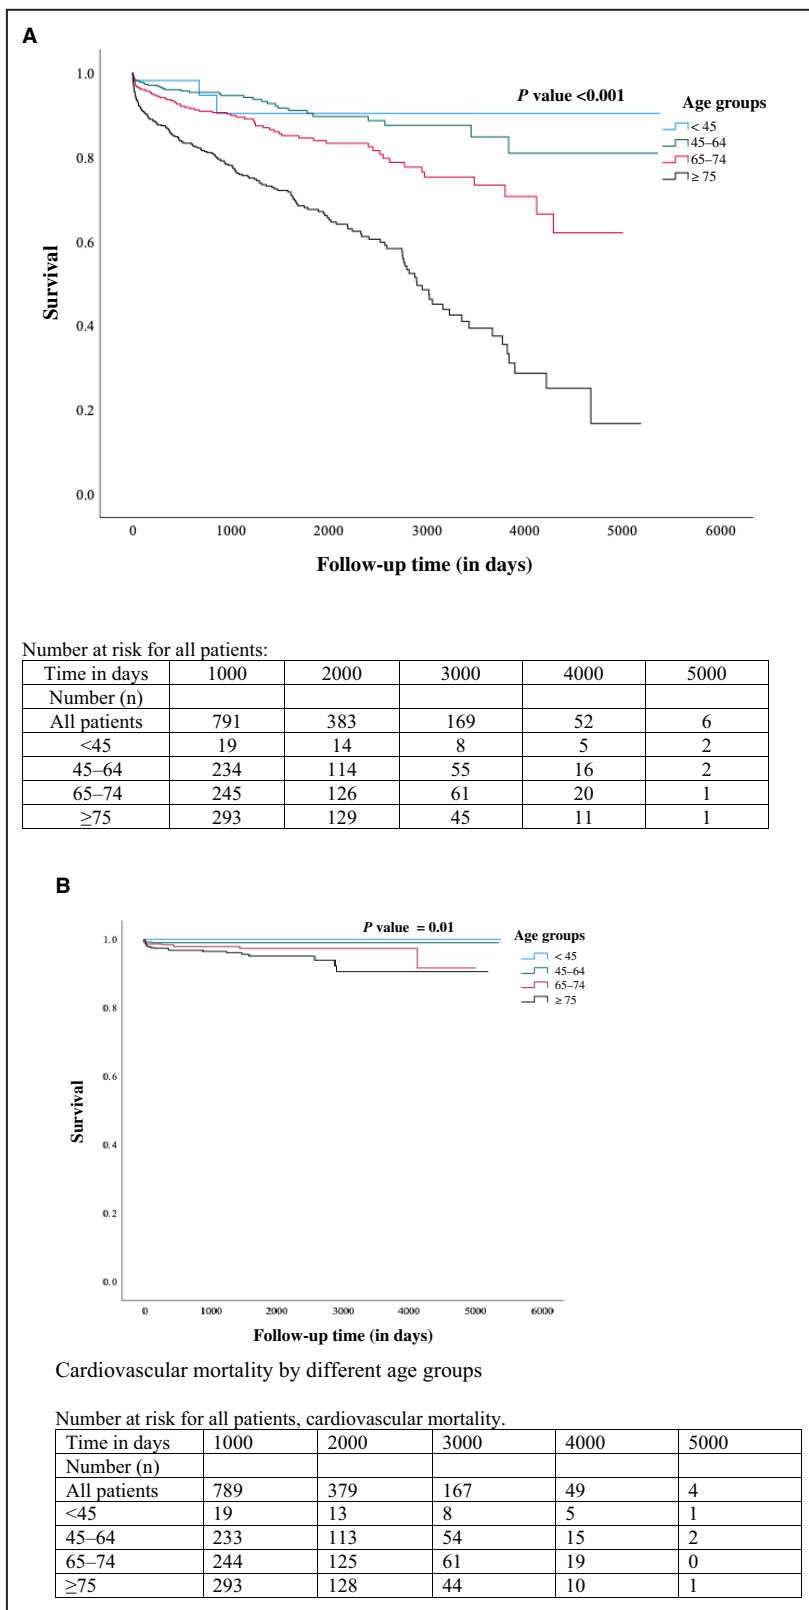 A
P value <0.001
Age groups
< 45
45–64
65–74
≥ 75
1.0
0.8
0.6
0.4
0.2
0.0
Survival
0 1000 2000 3000 4000 5000 6000
Follow-up time (in days)
Number at risk for all patients:
Time in days 1000 2000 3000 4000 5000
Number (n)
All patients 791 383 169 52 6
<45 19 14 8 5 2
45–64 234 114 55 16 2
65–74 245 126 61 20 1
≥75 293 129 45 11 1
B
P value = 0.01
Age groups
< 45
45–64
65–74
≥ 75
1.0
0.8
0.6
0.4
0.2
0.0
Survival
0 1000 2000 3000 4000 5000 6000
Follow-up time (in days)
Cardiovascular mortality by different age groups
Number at risk for all patients, cardiovascular mortality.
Time in days 1000 2000 3000 4000 5000
Number (n)
All patients 789 379 167 49 4
<45 19 13 8 5 1
45–64 233 113 54 15 2
65–74 244 125 61 19 0
≥75 293 128 44 10 1